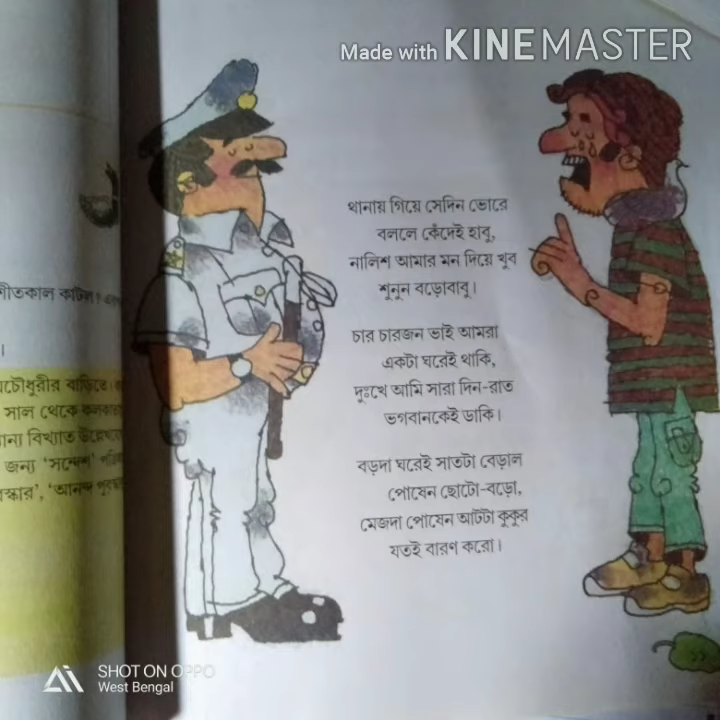 Made with KINEMASTER
শীতকাল কাটল?
।
চৌধুরীর বাড়িতে।
সাল থেকে
বিখ্যাত
জন্য 'সন্দেশ'
'আনন্দ
থানায় গিয়ে সেদিন ভোরে
বললে কেঁদেই হাবু,
নালিশ আমার মন দিয়ে খুব
শুনুন বড়োবাবু।
চার চারজন ভাই আমরা
একটা ঘরেই থাকি,
দুঃখে আমি সারা দিন-রাত
ভগবানকেই ডাকি।
বড়দা ঘরেই সাতটা বেড়াল
পোষেন ছোটো-বড়ো,
মেজদা পোষেন আটটা কুকুর
যতই বারণ করো।
SHOT ON OPPO
West Bengal